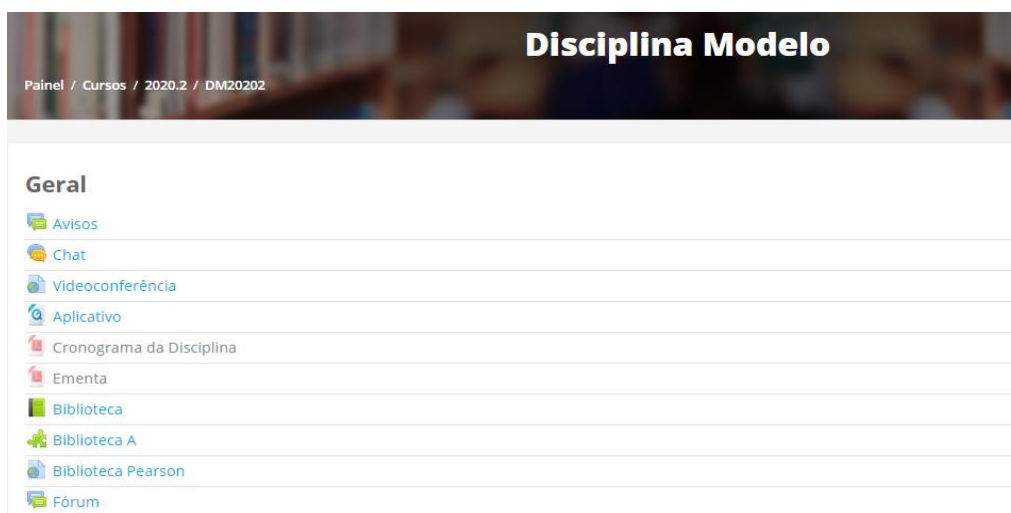 Disciplina Modelo
Painel / Cursos / 2020.2 / DM20202
Geral
Avisos
Chat
Videoconferência
Aplicativo
Cronograma da Disciplina
Ementa
Biblioteca
Biblioteca A
Biblioteca Pearson
Fórum